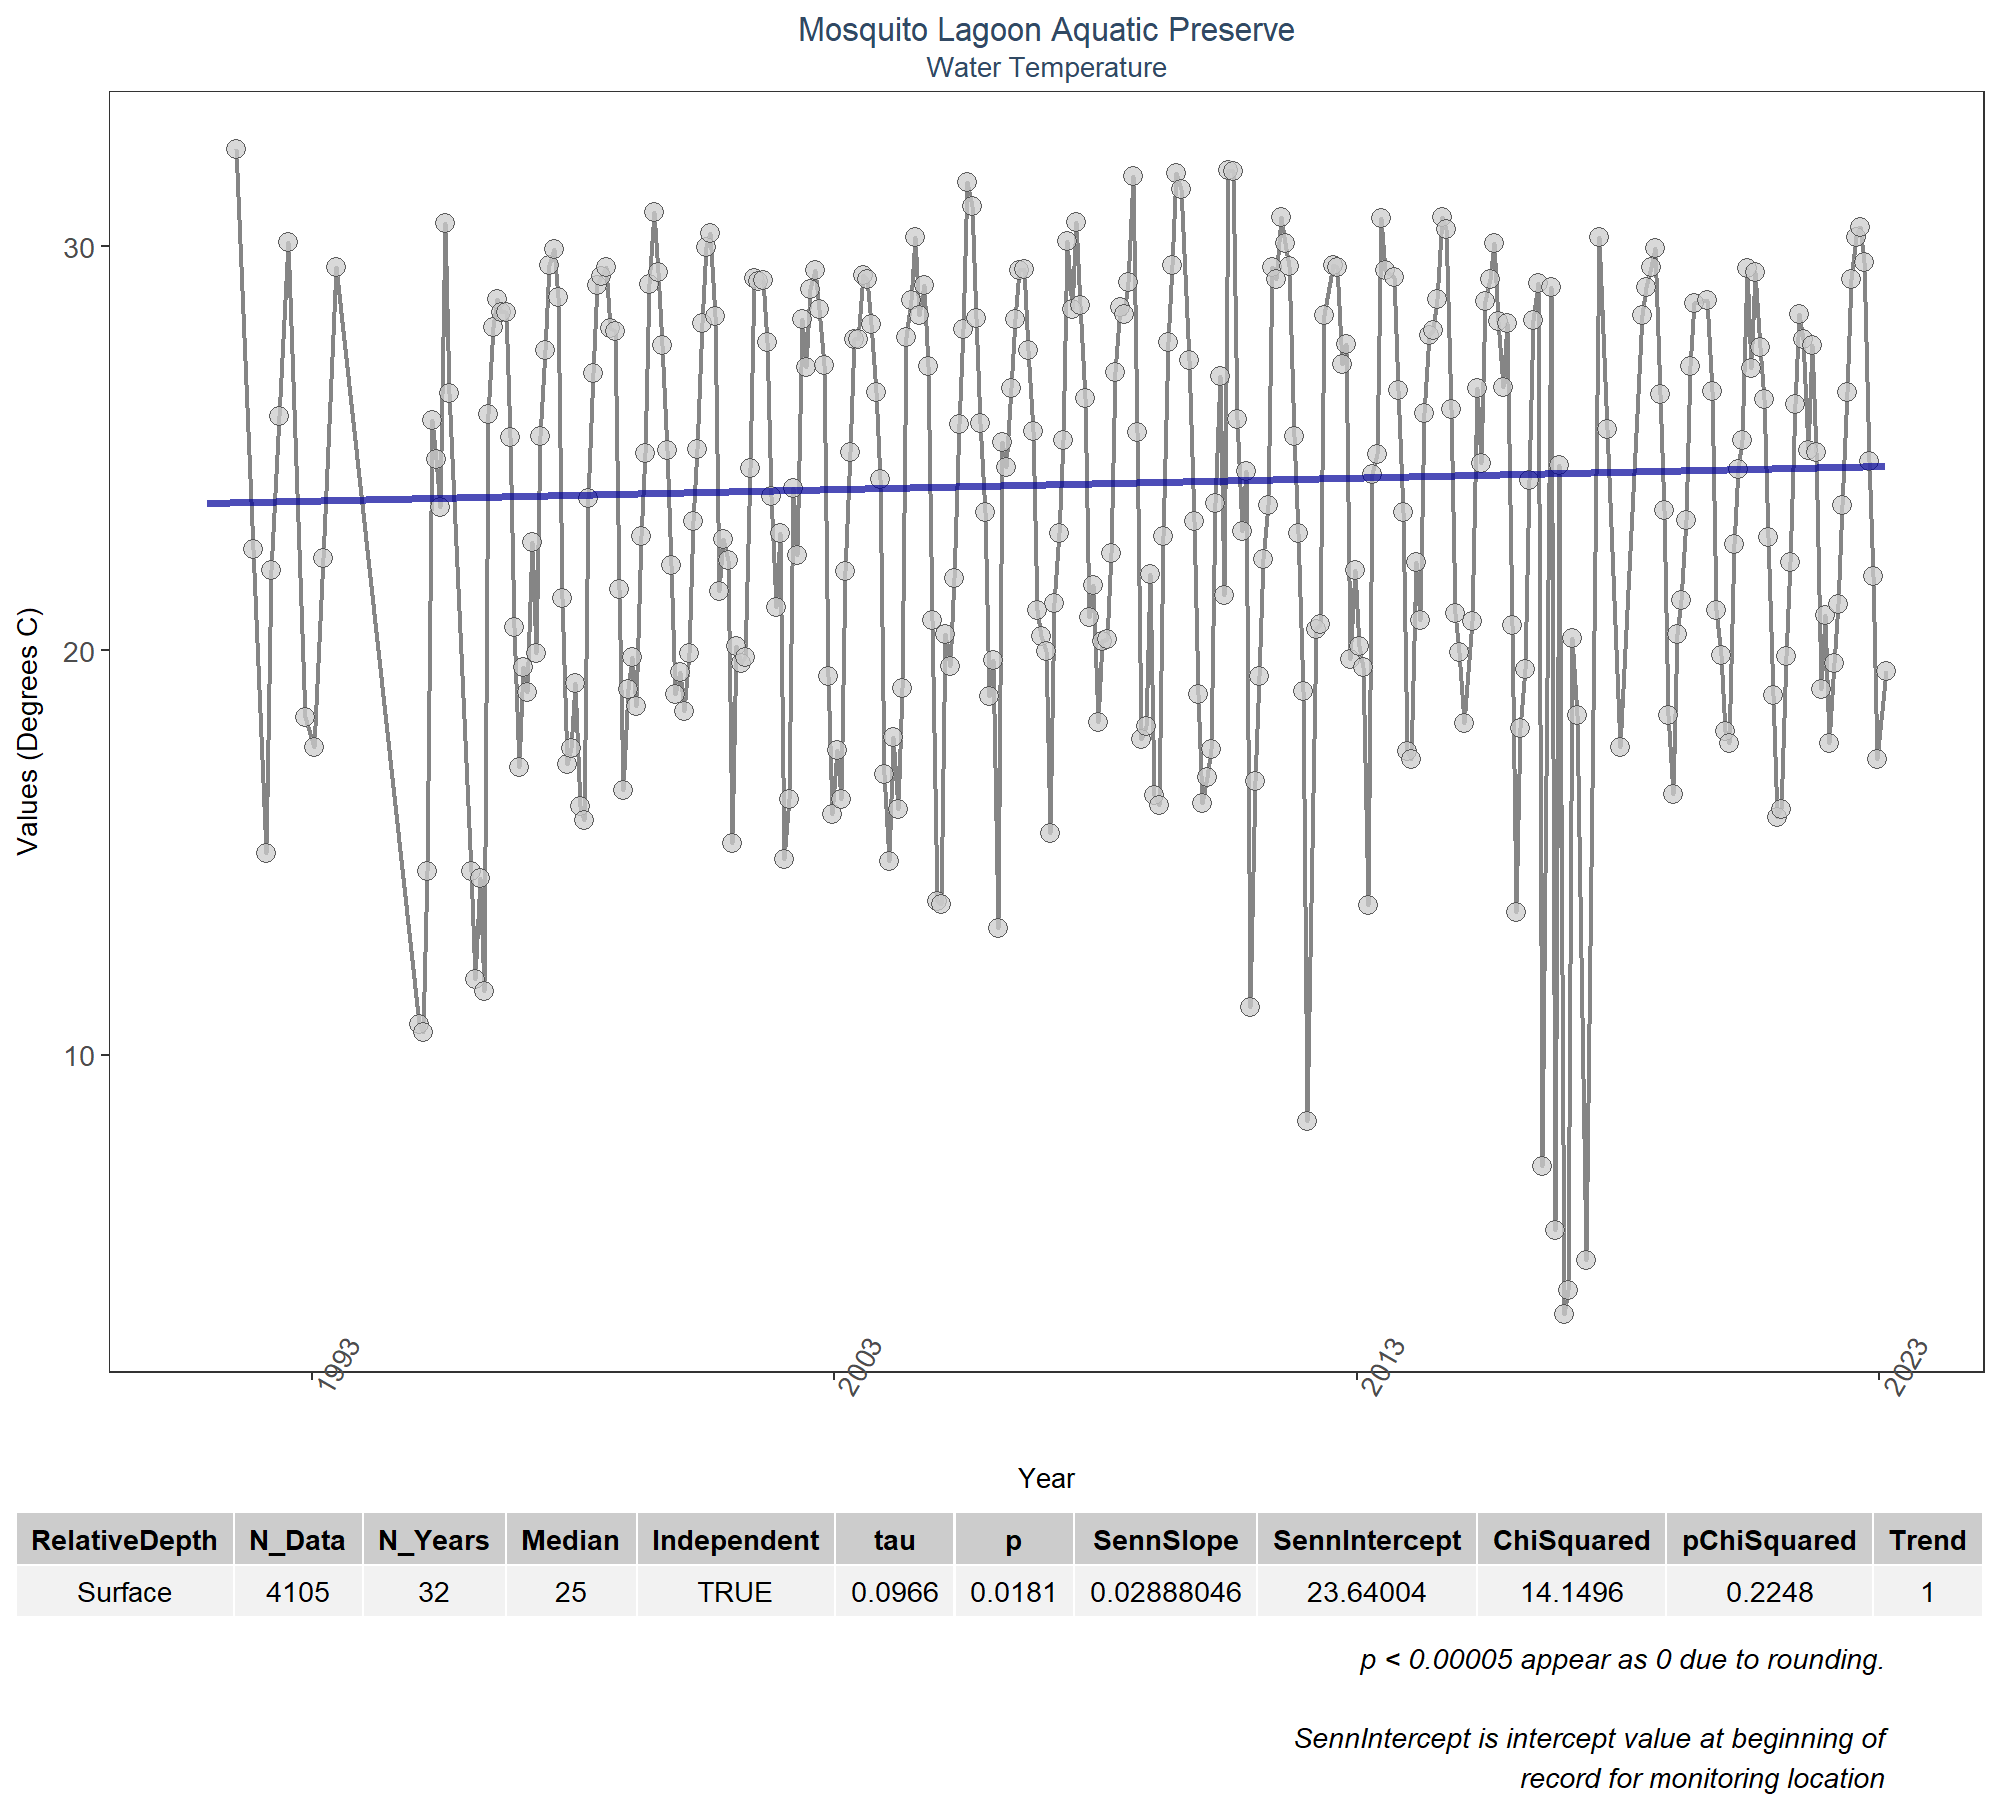 Mosquito Lagoon Aquatic Preserve
Water Temperature
Values (Degrees C)
30
20
10
1993
2003
2013
2023
Year
RelativeDepth N_Data N_Years Median Independent tau p SennSlope SennIntercept ChiSquared pChiSquared Trend
Surface 4105 32 25 TRUE 0.0966 0.0181 0.02888046 23.64004 14.1496 0.2248 1
p < 0.00005 appear as 0 due to rounding.
SennIntercept is intercept value at beginning of
record for monitoring location